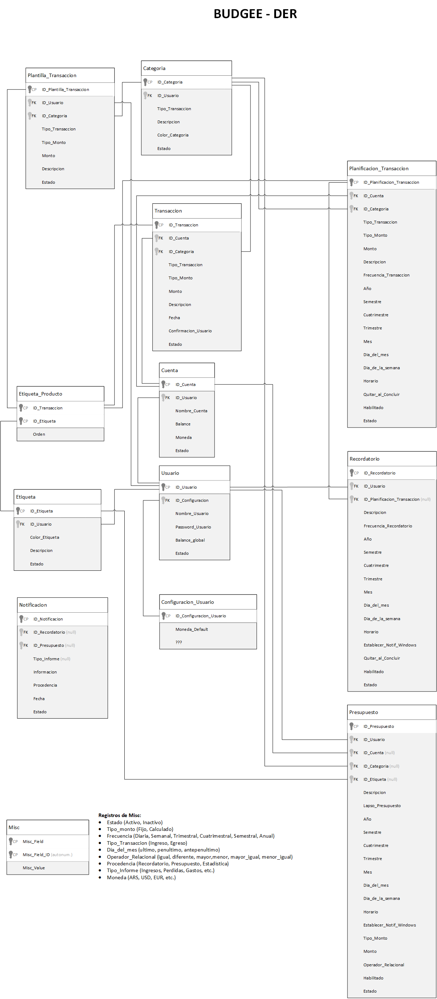 BUDGEE - DER
Plantilla_Transaccion
CP ID_Plantilla_Transaccion
FK ID_Usuario
FK ID_Categoria
Tipo_Transaccion
Tipo_Monto
Monto
Descripcion
Estado
Categoria
CP ID_Categoria
FK ID_Usuario
Tipo_Transaccion
Descripcion
Color_Categoria
Estado
Planificacion_Transaccion
CP ID_Planificacion_Transaccion
FK ID_Cuenta
FK ID_Categoria
Tipo_Transaccion
Tipo_Monto
Monto
Descripcion
Frecuencia_Transaccion
Año
Semestre
Cuatrimestre
Trimestre
Mes
Dia_del_mes
Dia_de_la_semana
Horario
Quitar_al_Concluir
Habilitado
Estado
Transaccion
CP ID_Transaccion
FK ID_Cuenta
FK ID_Categoria
Tipo_Transaccion
Tipo_Monto
Monto
Descripcion
Fecha
Confirmacion_Usuario
Estado
Cuenta
CP ID_Cuenta
FK ID_Usuario
Nombre_Cuenta
Balance
Moneda
Estado
Etiqueta_Producto
CP ID_Transaccion
CP ID_Etiqueta
Orden
Usuario
CP ID_Usuario
FK ID_Configuracion
Nombre_Usuario
Password_Usuario
Balance_global
Estado
Recordatorio
CP ID_Recordatorio
FK ID_Usuario
FK ID_Planificacion_Transaccion (null)
Descripcion
Frecuencia_Recordatorio
Año
Semestre
Cuatrimestre
Trimestre
Mes
Dia_del_mes
Dia_de_la_semana
Horario
Establecer_Notif_Windows
Quitar_al_Concluir
Habilitado
Estado
Etiqueta
CP ID_Etiqueta
FK ID_Usuario
Color_Etiqueta
Descripcion
Estado
Configuracion_Usuario
CP ID_Configuracion_Usuario
Moneda_Default
???
Notificacion
CP ID_Notificacion
FK ID_Recordatorio (null)
FK ID_Presupuesto (null)
Tipo_Informe (null)
Informacion
Procedencia
Fecha
Estado
Presupuesto
CP ID_Presupuesto
FK ID_Usuario
FK ID_Cuenta (null)
FK ID_Categoria (null)
FK ID_Etiqueta (null)
Descripcion
Lapso_Presupuesto
Año
Semestre
Cuatrimestre
Trimestre
Mes
Dia_del_mes
Dia_de_la_semana
Horario
Establecer_Notif_Windows
Tipo_Monto
Monto
Operador_Relacional
Habilitado
Estado
Misc
CP Misc_Field
CP Misc_Field_ID (autonum.)
Misc_Value
Registros de Misc:
• Estado (Activo, Inactivo)
• Tipo_monto (Fijo, Calculado)
• Frecuencia (Diaria, Semanal, Trimestral, Cuatrimestral, Semestral, Anual)
• Tipo_Transaccion (Ingreso, Egreso)
• Dia_del_mes (ultimo, penultimo, antepenultimo)
• Operador_Relacional (igual, diferente, mayor,menor, mayor_igual, menor_igual)
• Procedencia (Recordatorio, Presupuesto, Estadistica)
• Tipo_Informe (Ingresos, Perdidas, Gastos, etc.)
• Moneda (ARS, USD, EUR, etc.)